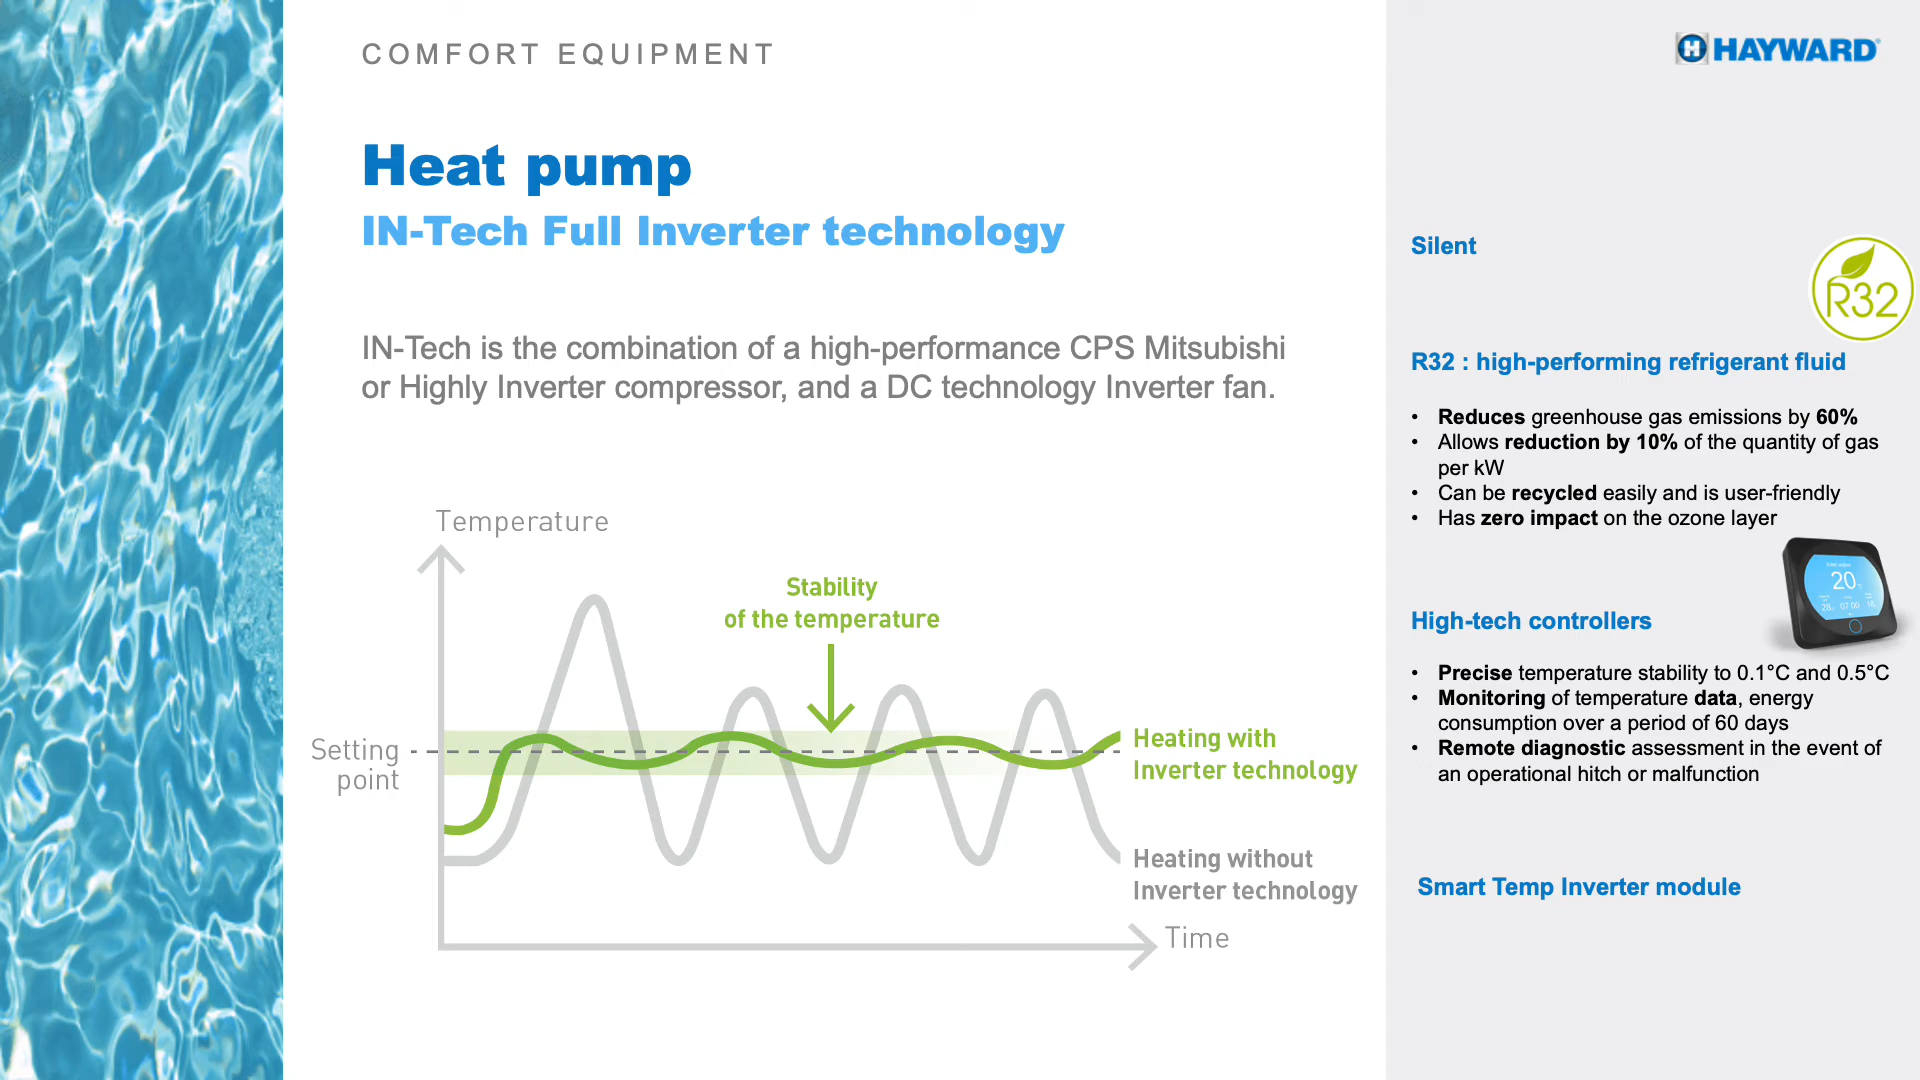 COMFORT EQUIPMENT
HAYWARD
Heat pump
IN-Tech Full Inverter technology
IN-Tech is the combination of a high-performance CPS Mitsubishi
or Highly Inverter compressor, and a DC technology Inverter fan.
Temperature
Stability
of the temperature
Setting
point
Heating with
Inverter technology
Heating without
Inverter technology
Time
Silent
R32
R32 : high-performing refrigerant fluid
• Reduces greenhouse gas emissions by 60%
• Allows reduction by 10% of the quantity of gas
per kW
• Can be recycled easily and is user-friendly
• Has zero impact on the ozone layer
20
28
07:00
High-tech controllers
• Precise temperature stability to 0.1°C and 0.5°C
• Monitoring of temperature data, energy
consumption over a period of 60 days
• Remote diagnostic assessment in the event of
an operational hitch or malfunction
Smart Temp Inverter module